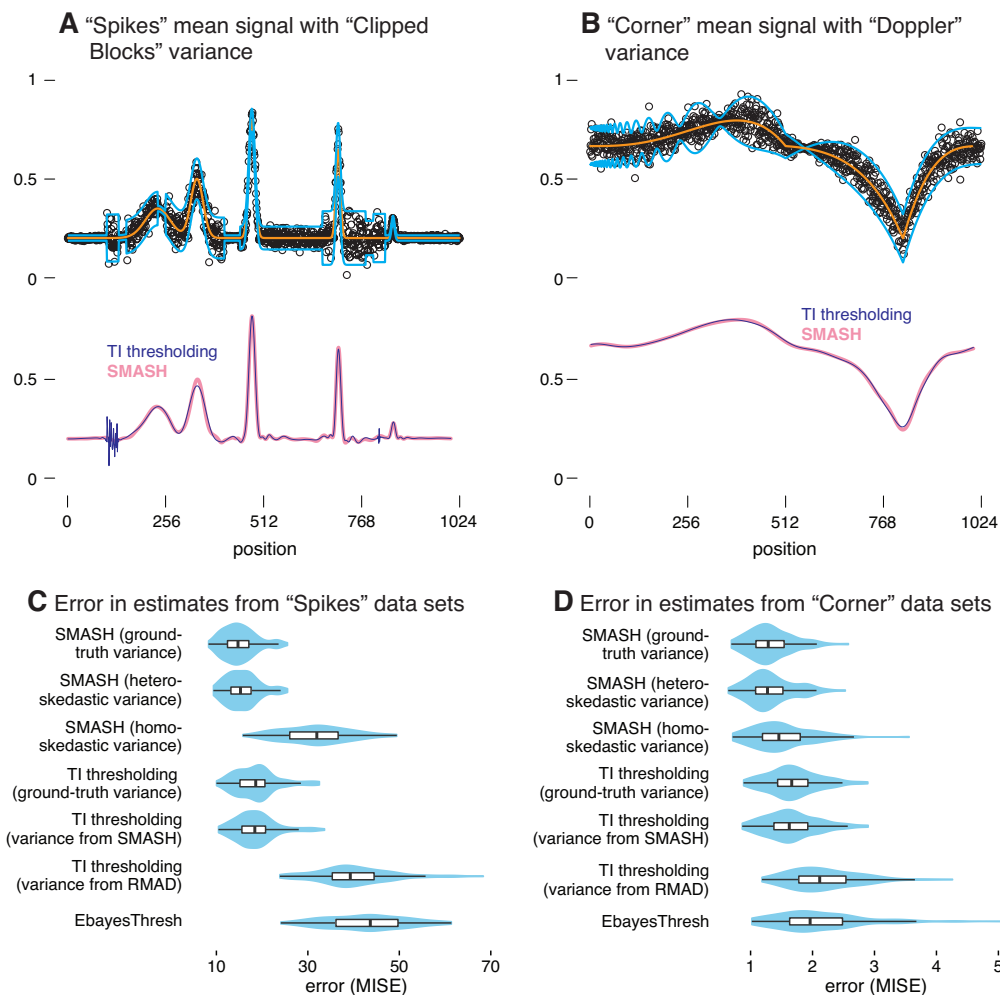 A “Spikes” mean signal with “Clipped
Blocks” variance
1
0.5
0
TI thresholding
SMASH
0.5
0
0 256 512 768 1024
position
B “Corner” mean signal with “Doppler”
variance
1
0.5
0
TI thresholding
SMASH
0.5
0
0 256 512 768 1024
position
C Error in estimates from “Spikes” data sets
SMASH (ground-
truth variance)
SMASH (hetero-
skedastic variance)
SMASH (homo-
skedastic variance)
TI thresholding
(ground-truth variance)
TI thresholding
(variance from SMASH)
TI thresholding
(variance from RMAD)
EbayesThresh
10 30 50 70
error (MISE)
D Error in estimates from “Corner” data sets
SMASH (ground-
truth variance)
SMASH (hetero-
skedastic variance)
SMASH (homo-
skedastic variance)
TI thresholding
(ground-truth variance)
TI thresholding
(variance from SMASH)
TI thresholding
(variance from RMAD)
EbayesThresh
1 2 3 4 5
error (MISE)